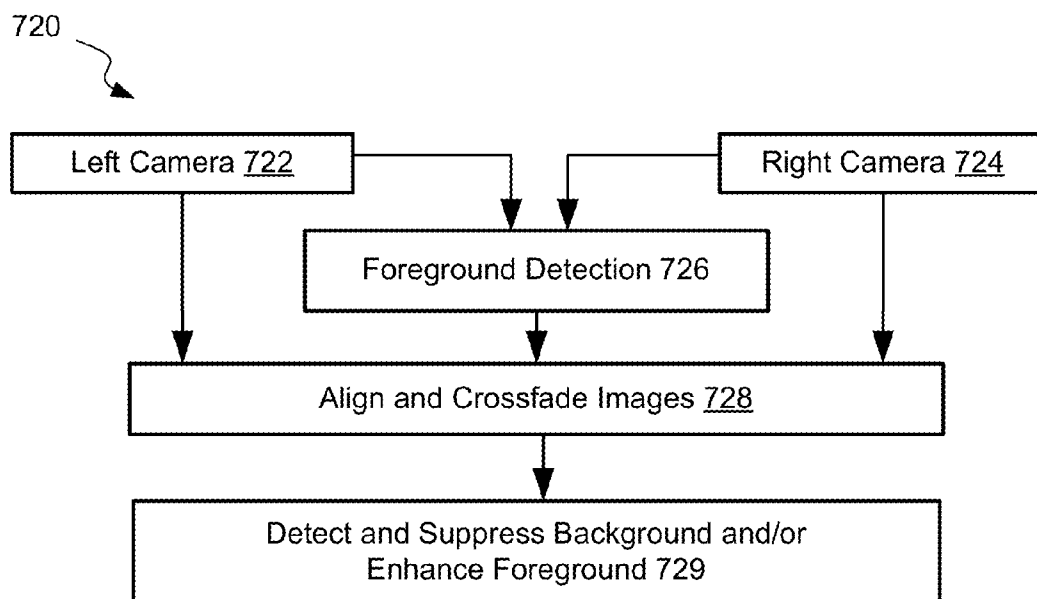 720
Left Camera 722
Right Camera 724
Foreground Detection 726
Align and Crossfade Images 728
Detect and Suppress Background and/or
Enhance Foreground 729